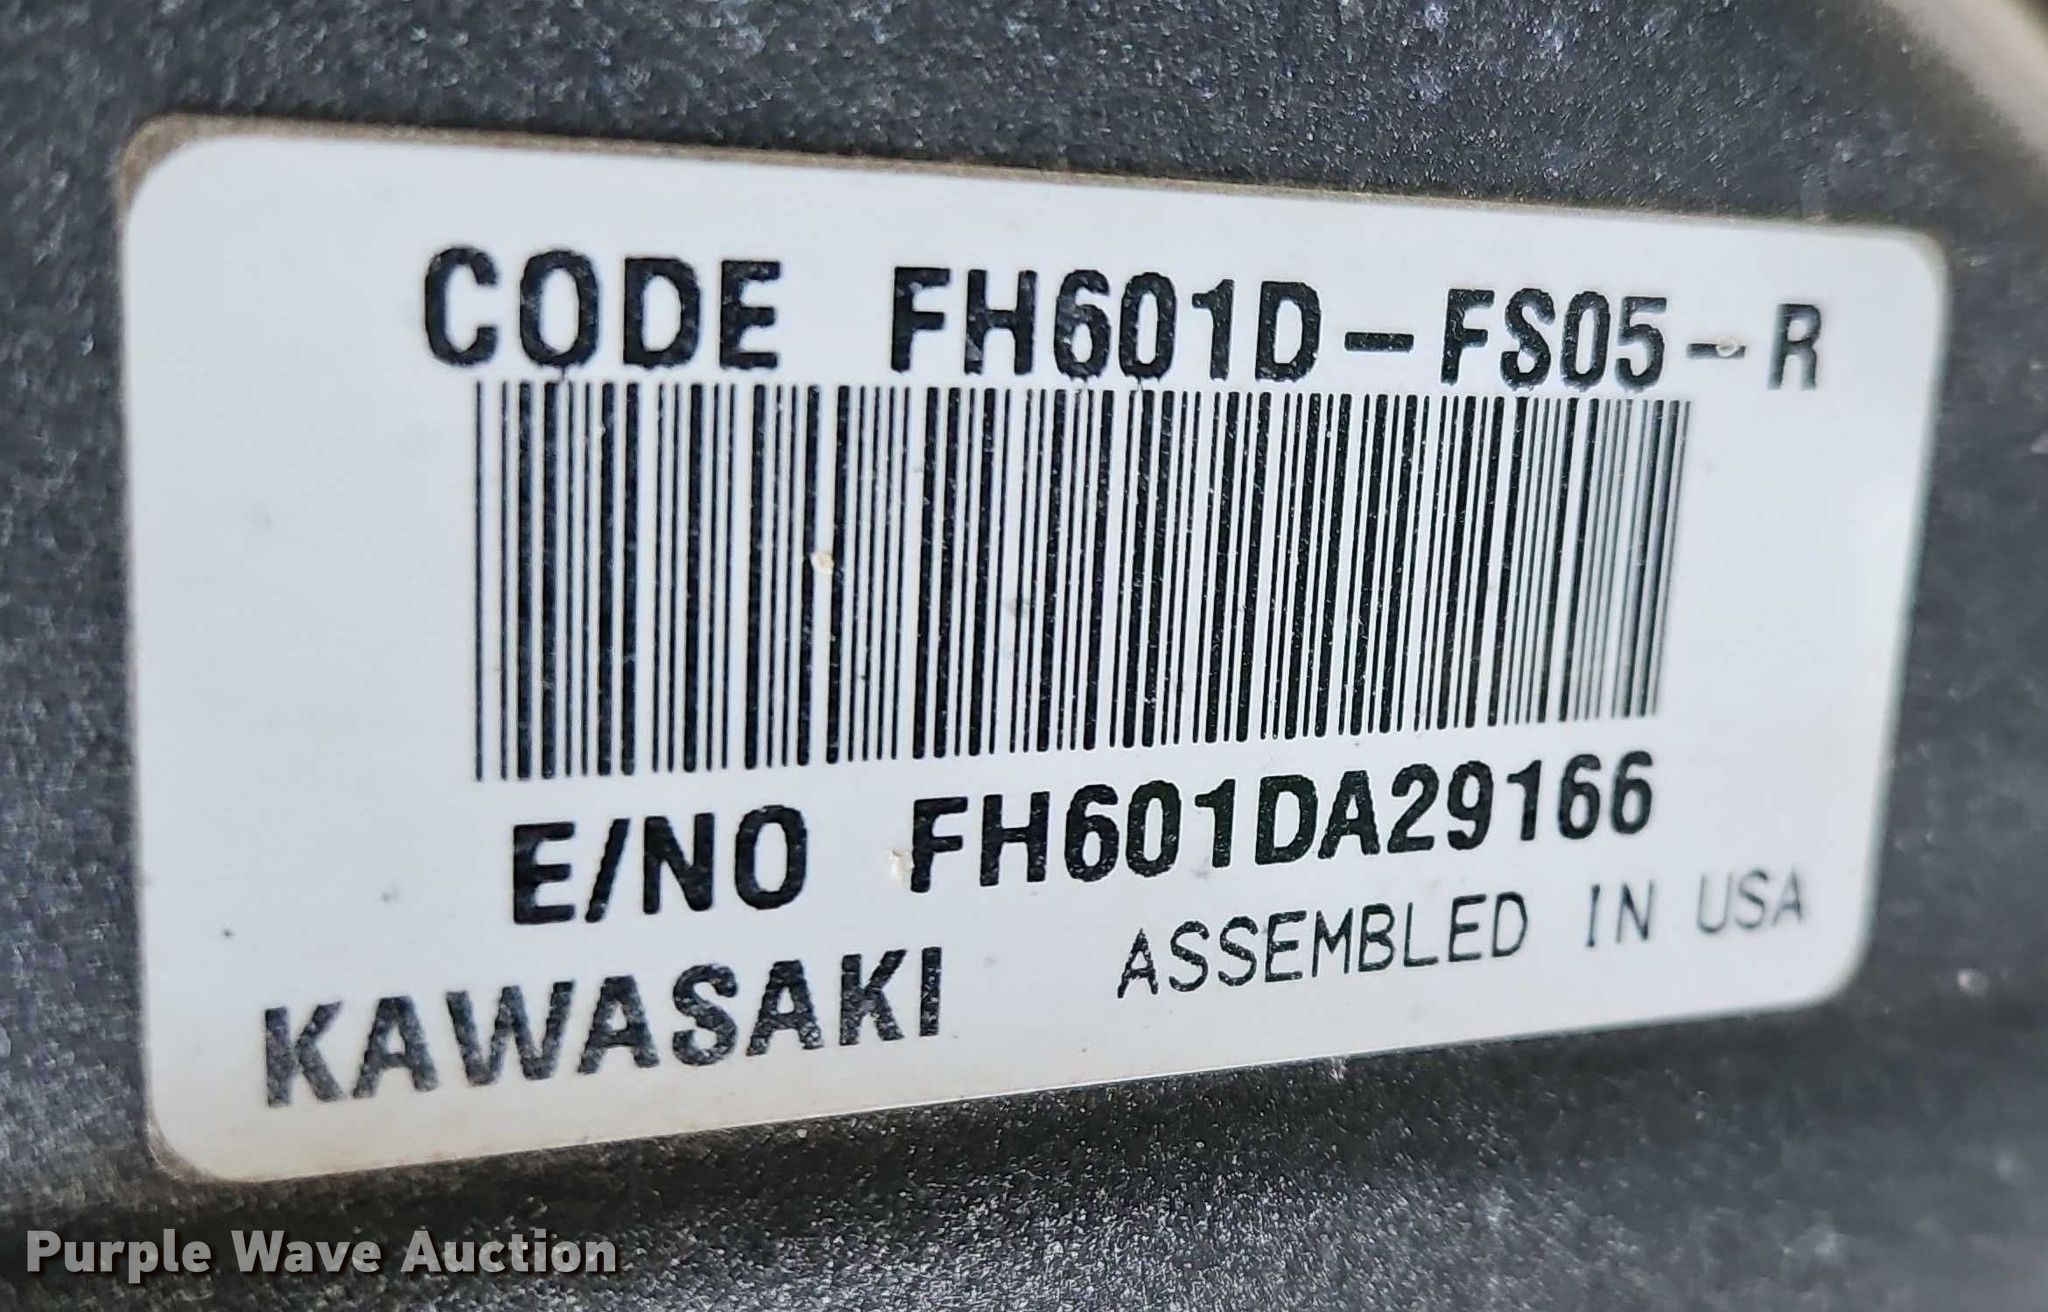 CODE FH601D-FS05-R
E/NO FH601DA29166
KAWASAKI ASSEMBLED IN USA
Purple Wave Auction